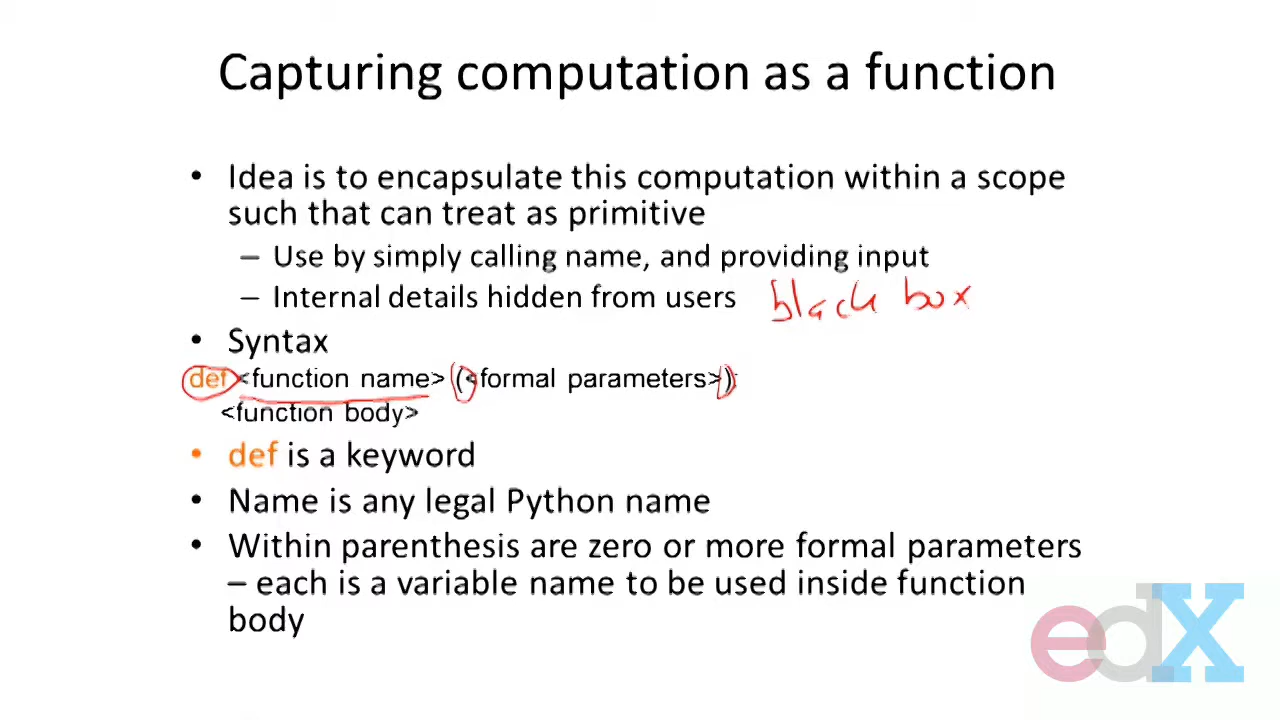 Capturing computation as a function
• Idea is to encapsulate this computation within a scope
such that can treat as primitive
– Use by simply calling name, and providing input
– Internal details hidden from users black box
• Syntax
def <function name> (<formal parameters>)
<function body>
• def is a keyword
• Name is any legal Python name
• Within parenthesis are zero or more formal parameters
– each is a variable name to be used inside function
body
edX